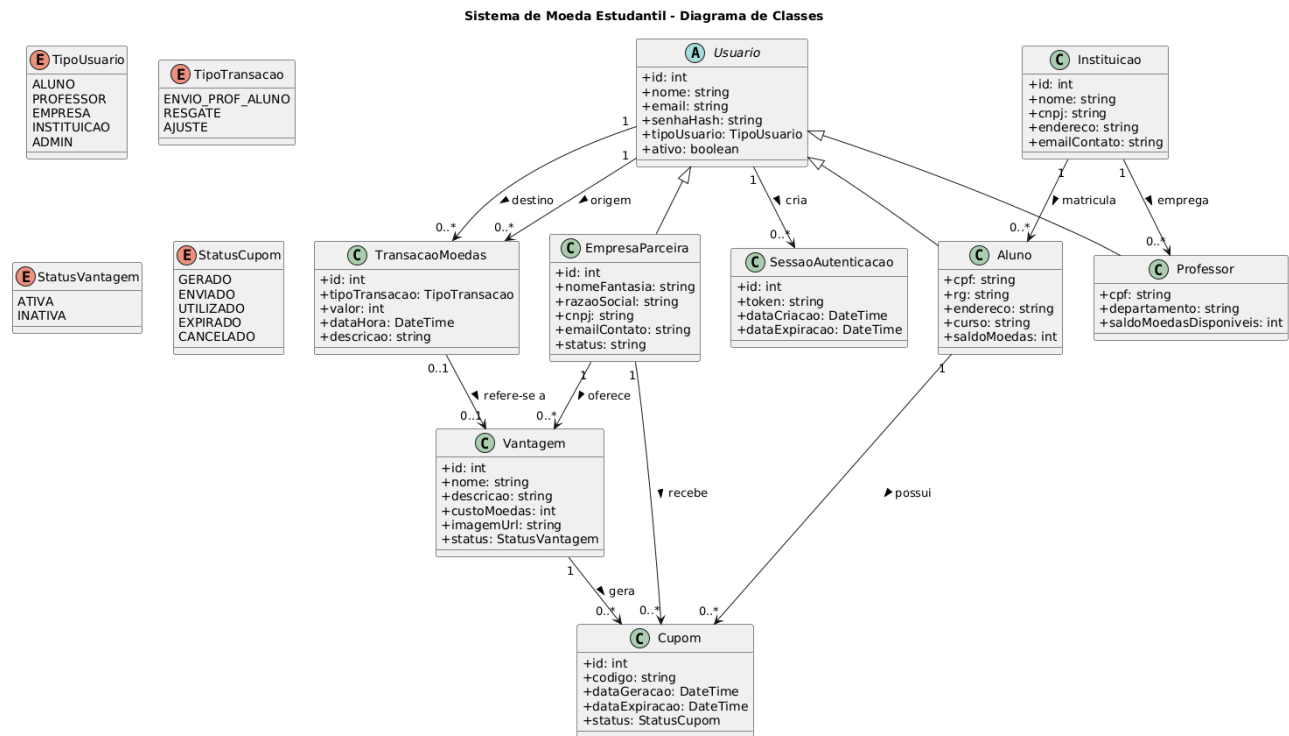 Sistema de Moeda Estudantil - Diagrama de Classes
E TipoUsuario
ALUNO
PROFESSOR
EMPRESA
INSTITUICAO
ADMIN
E TipoTransacao
ENVIO_PROF_ALUNO
RESGATE
AJUSTE
A Usuario
+id: int
+nome: string
+email: string
+senhaHash: string
+tipoUsuario: TipoUsuario
+ativo: boolean
C Instituicao
+id: int
+nome: string
+cnpj: string
+endereco: string
+emailContato: string
1
1
1
1
1
destino
origem
cria
matricula
emprega
0..*
0..*
0..*
0..*
0..*
E StatusVantagem
ATIVA
INATIVA
E StatusCupom
GERADO
ENVIADO
UTILIZADO
EXPIRADO
CANCELADO
C TransacaoMoedas
+id: int
+tipoTransacao: TipoTransacao
+valor: int
+dataHora: DateTime
+descricao: string
C EmpresaParceira
+id: int
+nomeFantasia: string
+razaoSocial: string
+cnpj: string
+emailContato: string
+status: string
C SessaoAutenticacao
+id: int
+token: string
+dataCriacao: DateTime
+dataExpiracao: DateTime
C Aluno
+cpf: string
+rg: string
+endereco: string
+curso: string
+saldoMoedas: int
C Professor
+cpf: string
+departamento: string
+saldoMoedasDisponiveis: int
0..1
1
1
1
refere-se a
oferece
0..1
0..*
C Vantagem
+id: int
+nome: string
+descricao: string
+custoMoedas: int
+imagemUrl: string
+status: StatusVantagem
recebe
possui
1
gera
0..*
0..*
0..*
C Cupom
+id: int
+codigo: string
+dataGeracao: DateTime
+dataExpiracao: DateTime
+status: StatusCupom